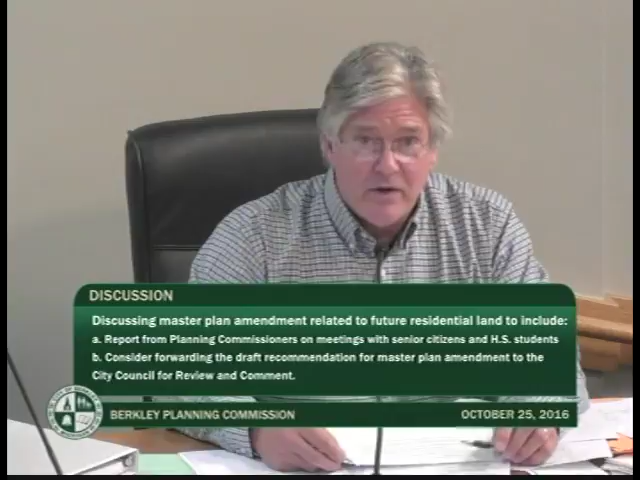 DISCUSSION
Discussing master plan amendment related to future residential land to include:
a. Report from Planning Commissioners on meetings with senior citizens and H.S. students
b. Consider forwarding the draft recommendation for master plan amendment to the
City Council for Review and Comment.
BERKLEY PLANNING COMMISSION OCTOBER 25, 2016